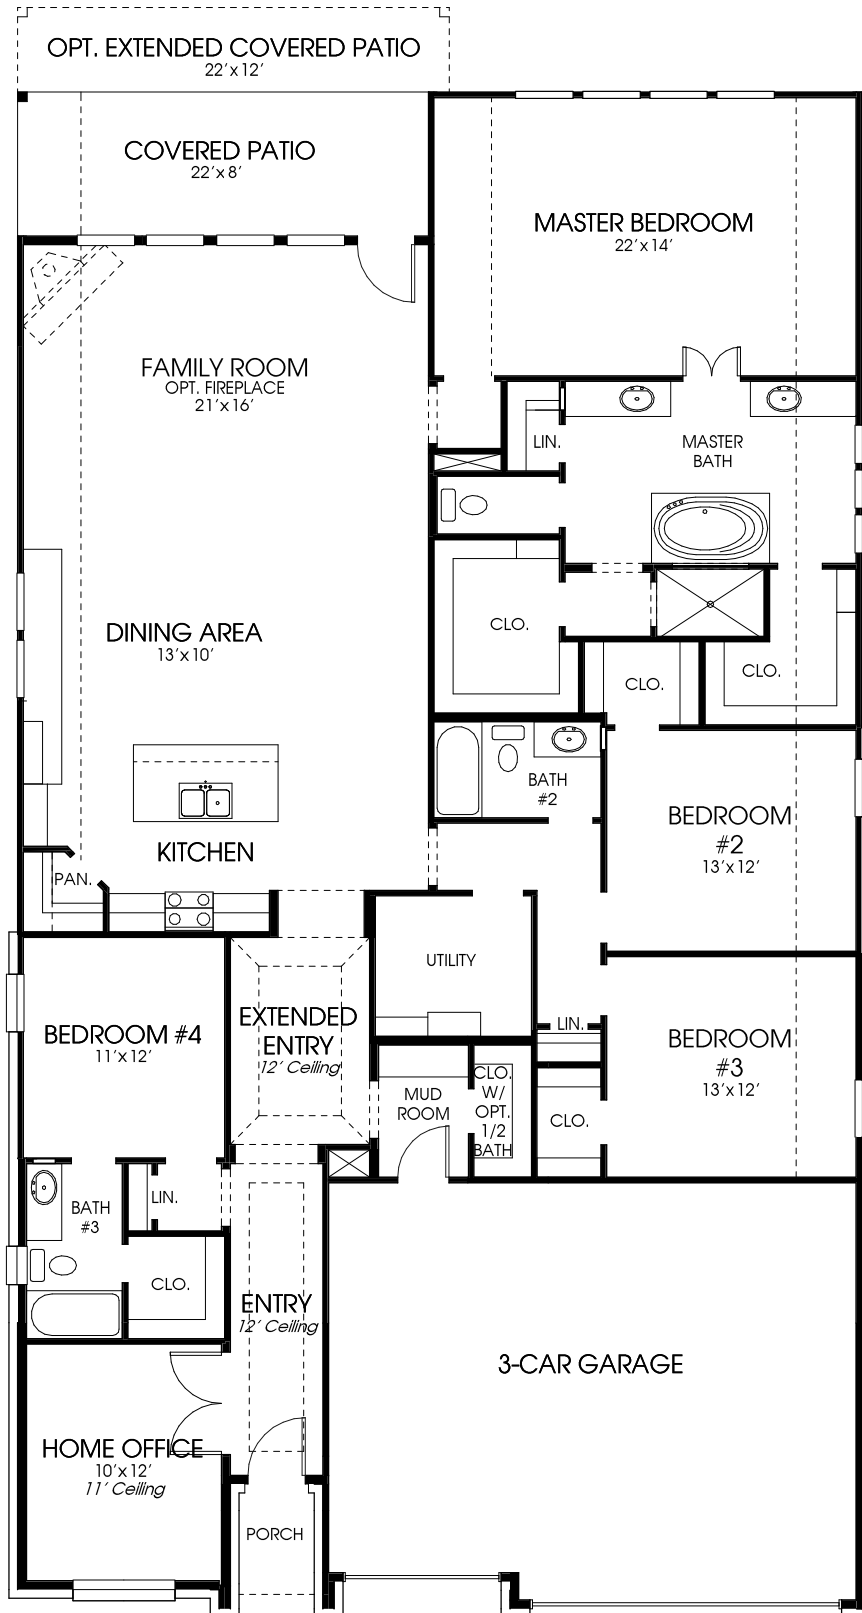 OPT. EXTENDED COVERED PATIO
22'x12'
COVERED PATIO
22'x8'
MASTER BEDROOM
22'x14'
FAMILY ROOM
OPT. FIREPLACE
21'x16'
LIN.
MASTER
BATH
CLO.
DINING AREA
13'x10'
CLO.
CLO.
BATH
#2
BEDROOM
#2
13'x12'
KITCHEN
PAN.
UTILITY
EXTENDED
ENTRY
12' Ceiling
BEDROOM #4
11'x12'
LIN.
BEDROOM
#3
13'x12'
MUD
ROOM
CLO.
W/
OPT.
1/2
BATH
CLO.
LIN.
BATH
#3
CLO.
ENTRY
12' Ceiling
3-CAR GARAGE
HOME OFFICE
10'x12'
11' Ceiling
PORCH